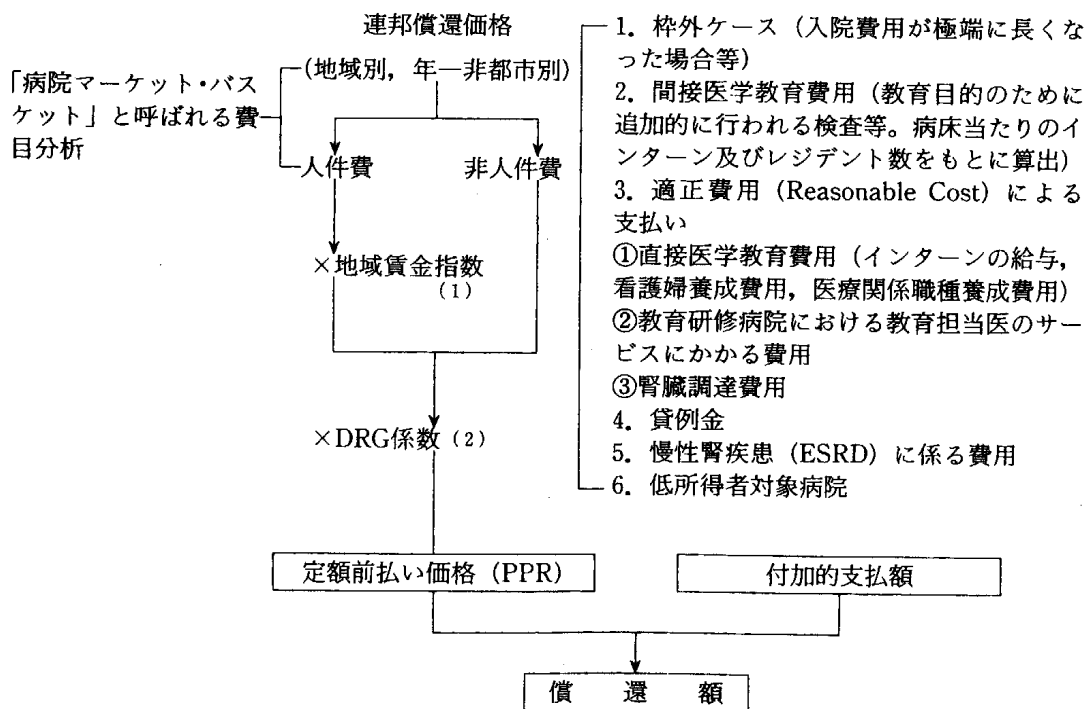 連邦償還価格
(地域別，年―非都市別)
「病院マーケット・バス
ケット」と呼ばれる費
目分析
人件費
非人件費
×地域賃金指数
(1)
×DRG係数 (2)
1. 枠外ケース（入院費用が極端に長くな
った場合等）
2. 間接医学教育費用（教育目的のために
追加的に行われる検査等。病床当たりのイ
ンターン及びレジデント数をもとに算出）
3. 適正費用（Reasonable Cost）による
支払い
①直接医学教育費用（インターンの給与，
看護婦養成費用，医療関係職種養成費用）
②教育研修病院における教育担当医のサー
ビスにかかる費用
③腎臓調達費用
4. 貸例金
5. 慢性腎疾患（ESRD）に係る費用
6. 低所得者対象病院
定額前払い価格（PPR）
付加的支払額
償　還　額